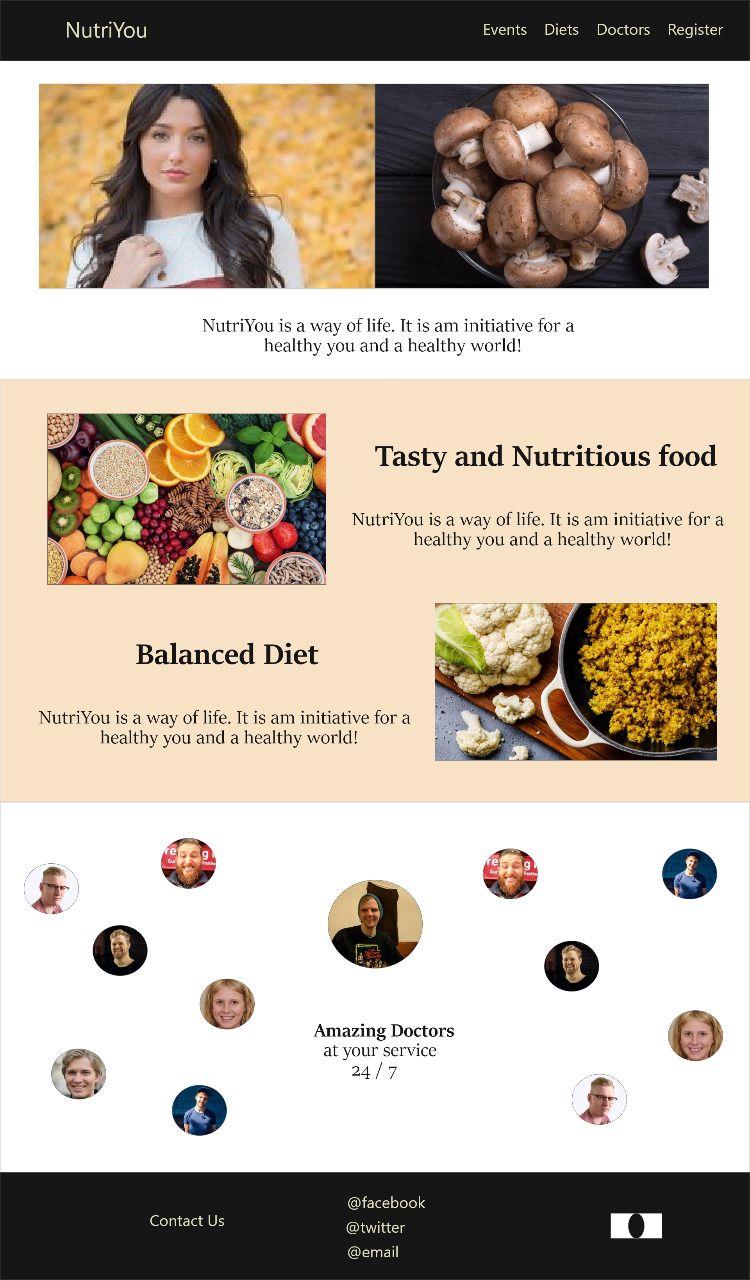 NutriYou
Events Diets Doctors Register
NutriYou is a way of life. It is am initiative for a
healthy you and a healthy world!
Tasty and Nutritious food
NutriYou is a way of life. It is am initiative for a
healthy you and a healthy world!
Balanced Diet
NutriYou is a way of life. It is am initiative for a
healthy you and a healthy world!
Amazing Doctors
at your service
24 / 7
Contact Us
@facebook
@twitter
@email